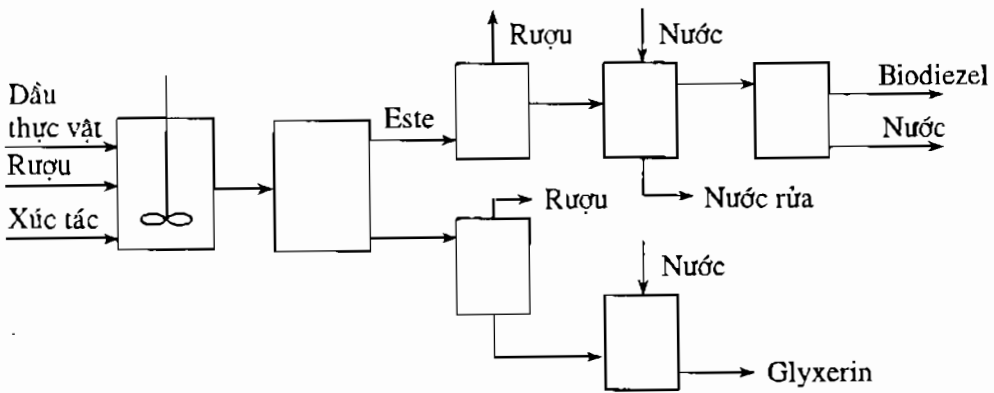 Rượu
Nước
Biodiezel
Dầu
thực vật
Este
Nước
Rượu
Rượu
Nước rửa
Xúc tác
Nước
Glyxerin